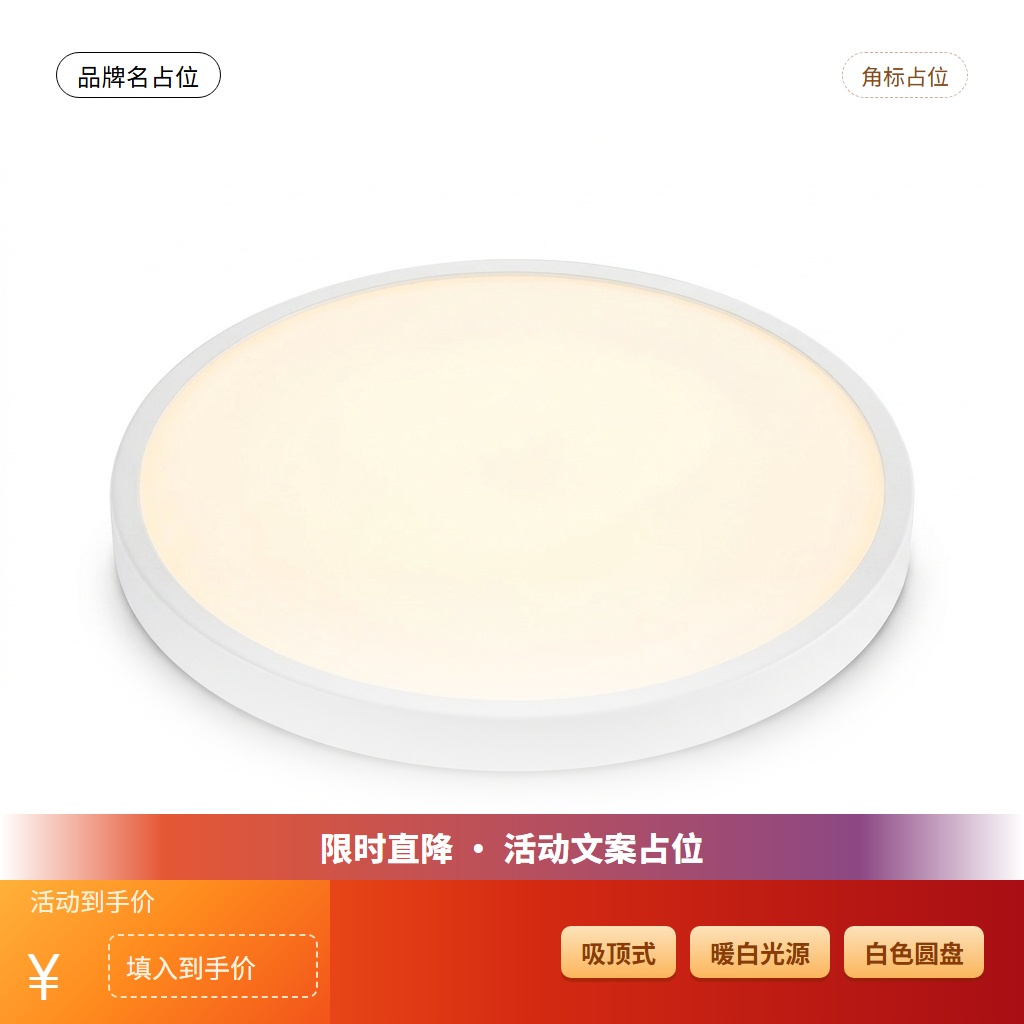 品牌名占位
角标占位
限时直降 · 活动文案占位
活动到手价
¥ 填入到手价
吸顶式 暖白光源 白色圆盘